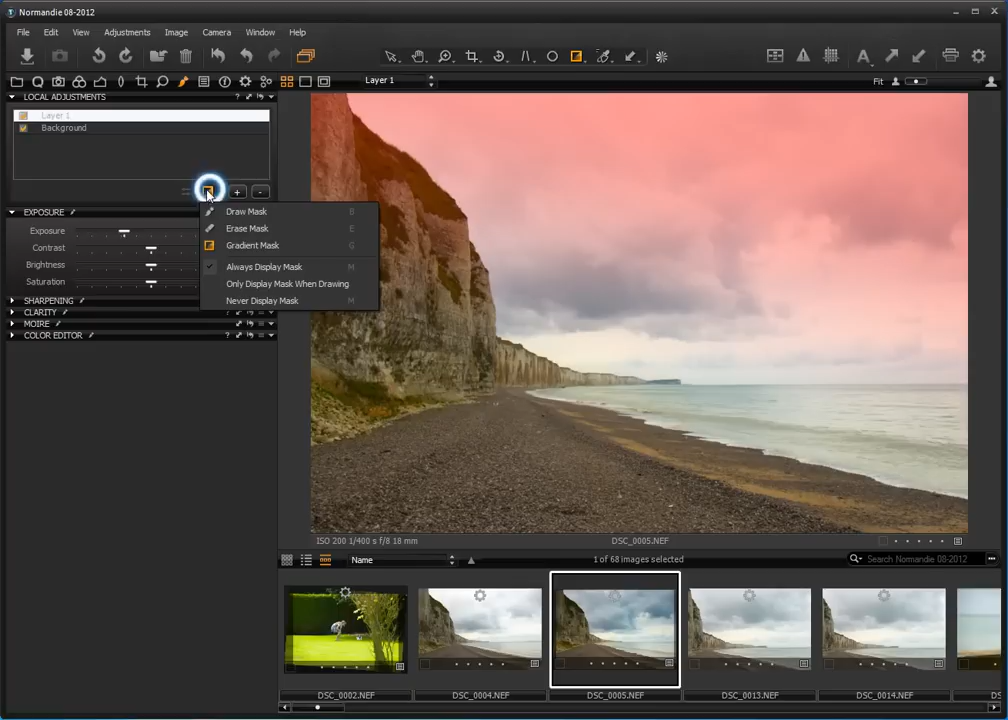 Normandie 08-2012
File Edit View Adjustments Image Camera Window Help
Layer 1
Fit
LOCAL ADJUSTMENTS ?
Layer 1
Background
+ -
EXPOSURE
Exposure
Contrast
Brightness
Saturation
Draw Mask B
Erase Mask E
Gradient Mask G
Always Display Mask M
Only Display Mask When Drawing
Never Display Mask M
SHARPENING
CLARITY ?
MOIRE ?
COLOR EDITOR ?
ISO 200 1/400 s f/8 18 mm DSC_0005.NEF
Name 1 of 68 images selected Search Normandie 08-2012
DSC_0002.NEF DSC_0004.NEF DSC_0005.NEF DSC_0013.NEF DSC_0014.NEF DS